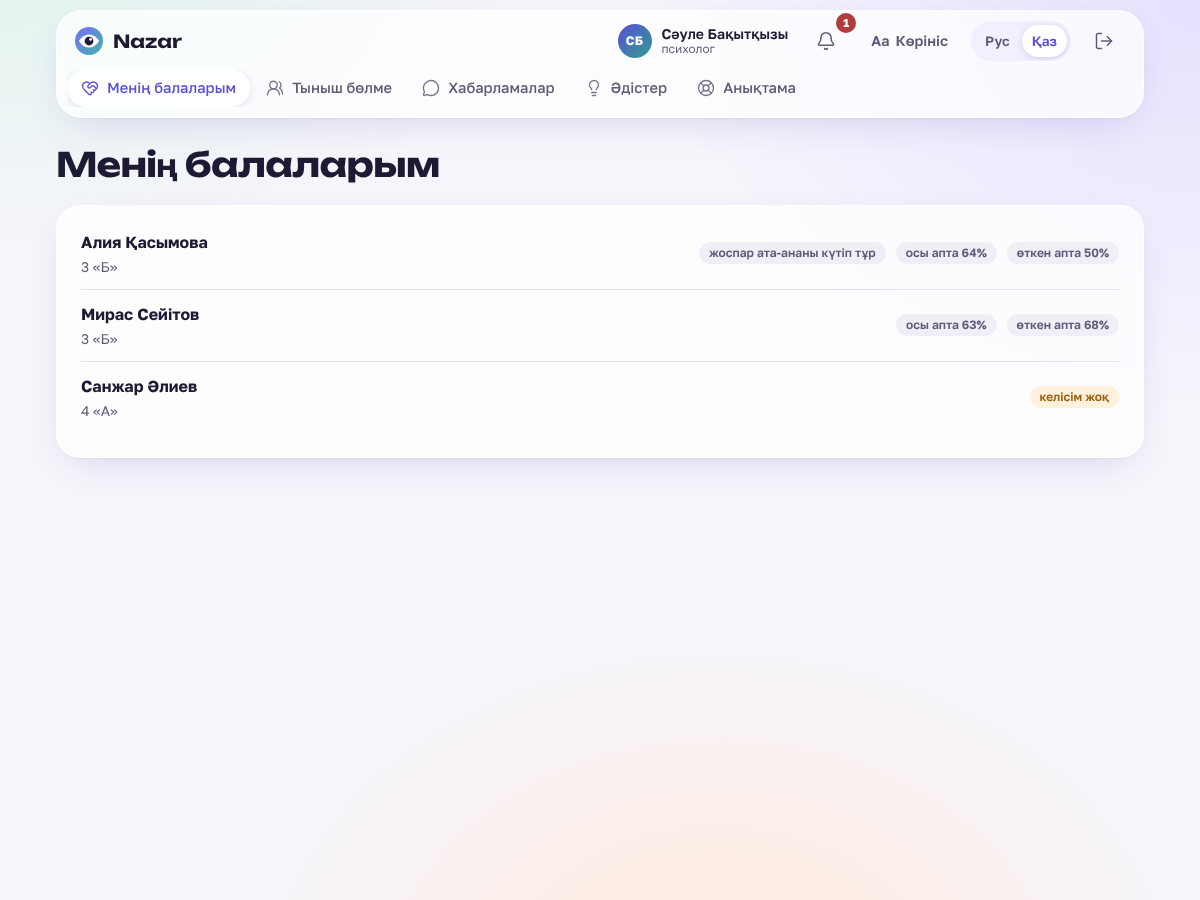 Nazar
СБ
Сәуле Бақытқызы
психолог
1
Aa Көрініс
Рус
Қаз
Менің балаларым
Тыныш бөлме
Хабарламалар
Әдістер
Анықтама
Менің балаларым
Алия Қасымова
3 «Б»
жоспар ата-ананы күтіп тұр
осы апта 64%
өткен апта 50%
Мирас Сейітов
3 «Б»
осы апта 63%
өткен апта 68%
Санжар Әлиев
4 «А»
келісім жоқ